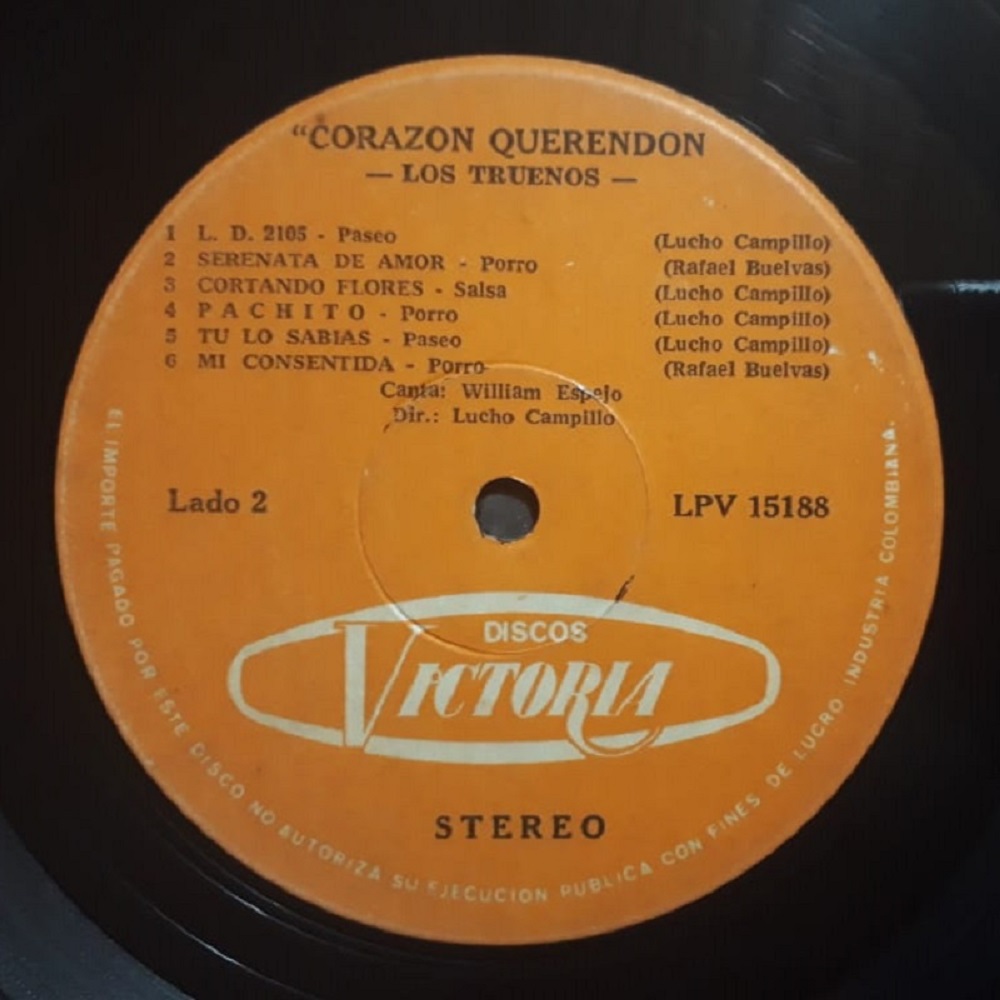 “CORAZON QUERENDON
— LOS TRUENOS —
1 L. D. 2105 - Paseo (Lucho Campillo)
2 SERENATA DE AMOR - Porro (Rafael Buelvas)
3 CORTANDO FLORES - Salsa (Lucho Campillo)
4 PACHITO - Porro (Lucho Campillo)
5 TU LO SABIAS - Paseo (Lucho Campillo)
6 MI CONSENTIDA - Porro (Rafael Buelvas)
Canta: William Espejo
Dir.: Lucho Campillo
Lado 2 LPV 15188
DISCOS
VICTORIA
STEREO
EL IMPORTE PAGADO POR ESTE DISCO NO AUTORIZA SU EJECUCION PUBLICA CON FINES DE LUCRO. INDUSTRIA COLOMBIANA.